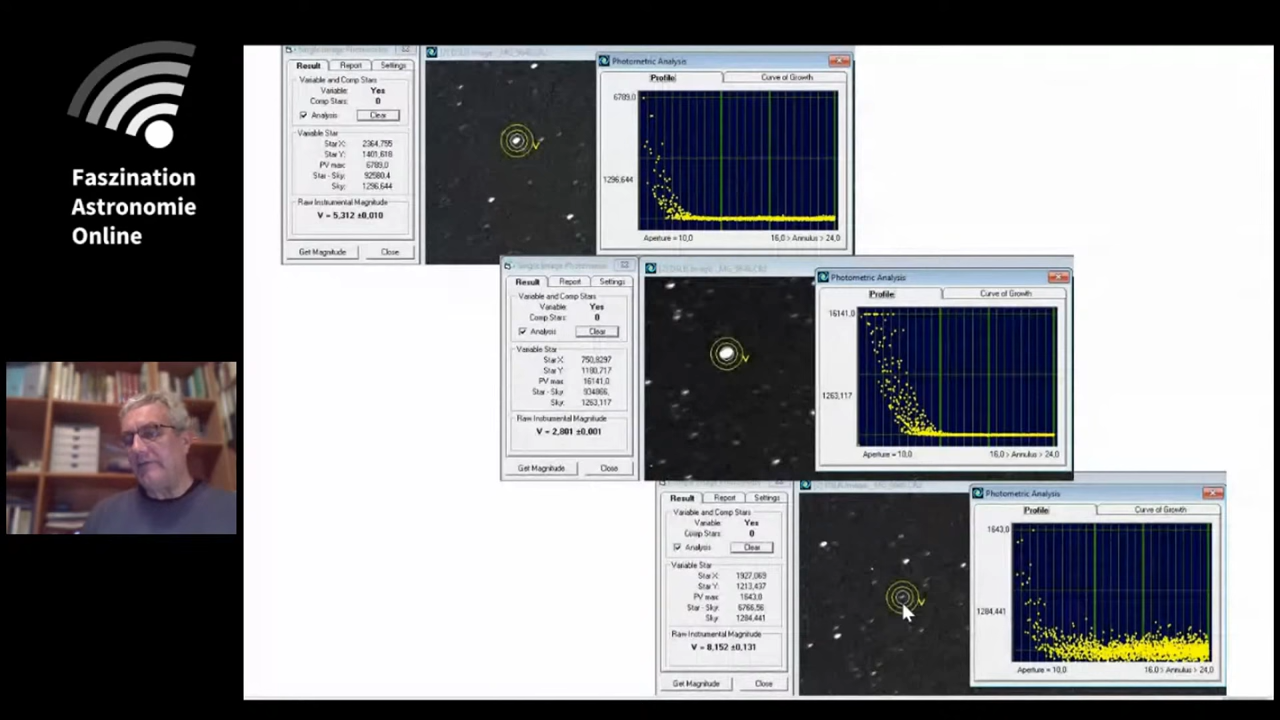 Faszination
Astronomie
Online
Single Image Photometry
Result Report Settings
Variable and Comp Stars
Variable: Yes
Comp Stars: 0
Analysis Clear
Variable Star
Star X: 2364,755
Star Y: 1401,618
PV max: 6789,0
Star - Sky: 92580,4
Sky: 1296,644
Raw Instrumental Magnitude
V = 5,312 ±0,010
Get Magnitude Close
V
Photometric Analysis
Profile Curve of Growth
6789,0
1296,644
Aperture = 10,0 16,0 > Annulus > 24,0
Single Image Photometry
Result Report Settings
Variable and Comp Stars
Variable: Yes
Comp Stars: 0
Analysis Clear
Variable Star
Star X: 750,8297
Star Y: 1180,717
PV max: 16141,0
Star - Sky: 934866,
Sky: 1263,117
Raw Instrumental Magnitude
V = 2,801 ±0,001
Get Magnitude Close
V
Photometric Analysis
Profile Curve of Growth
16141,0
1263,117
Aperture = 10,0 16,0 > Annulus > 24,0
Result Report Settings
Variable and Comp Stars
Variable: Yes
Comp Stars: 0
Analysis Clear
Variable Star
Star X: 1927,069
Star Y: 1213,437
PV max: 1643,0
Star - Sky: 6766,56
Sky: 1284,441
Raw Instrumental Magnitude
V = 8,152 ±0,131
Get Magnitude Close
V
Photometric Analysis
Profile Curve of Growth
1643,0
1284,441
Aperture = 10,0 16,0 > Annulus > 24,0